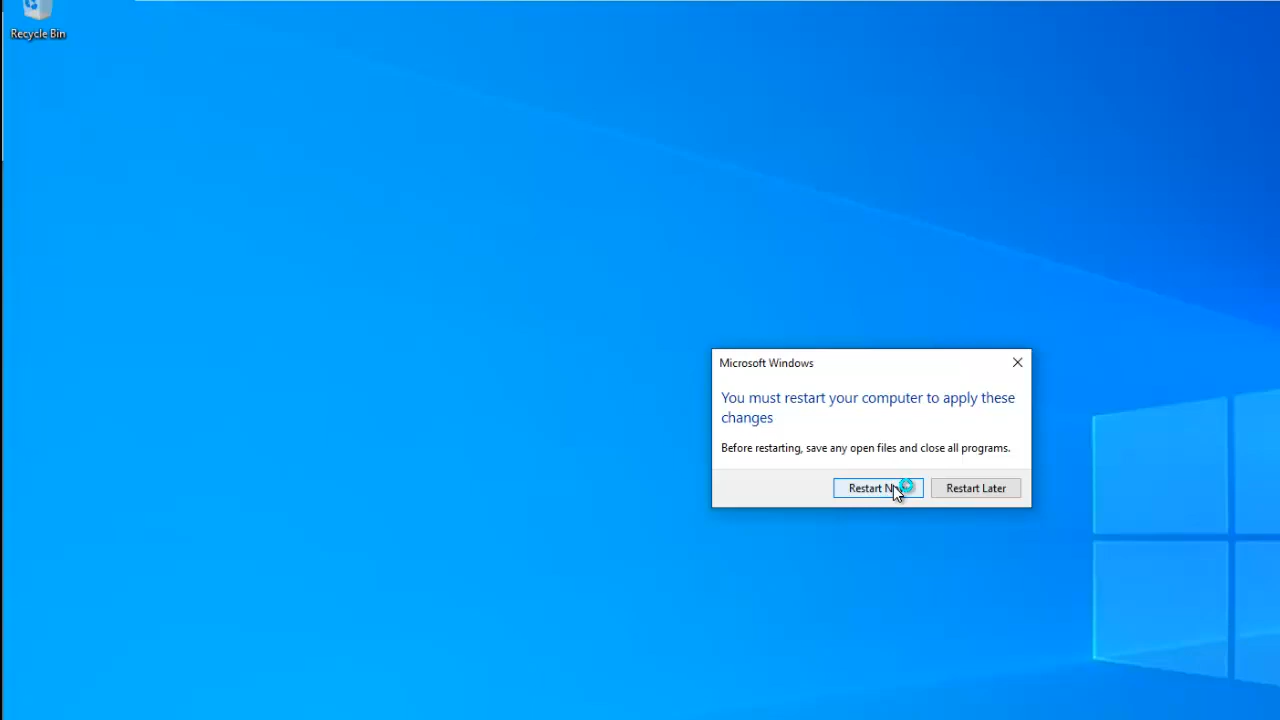 Recycle Bin
Microsoft Windows
You must restart your computer to apply these
changes
Before restarting, save any open files and close all programs.
Restart Restart Later